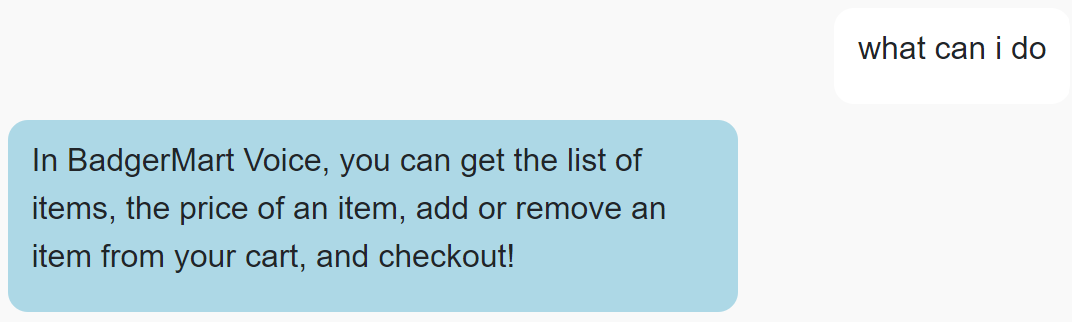 what can i do
In BadgerMart Voice, you can get the list of
items, the price of an item, add or remove an
item from your cart, and checkout!